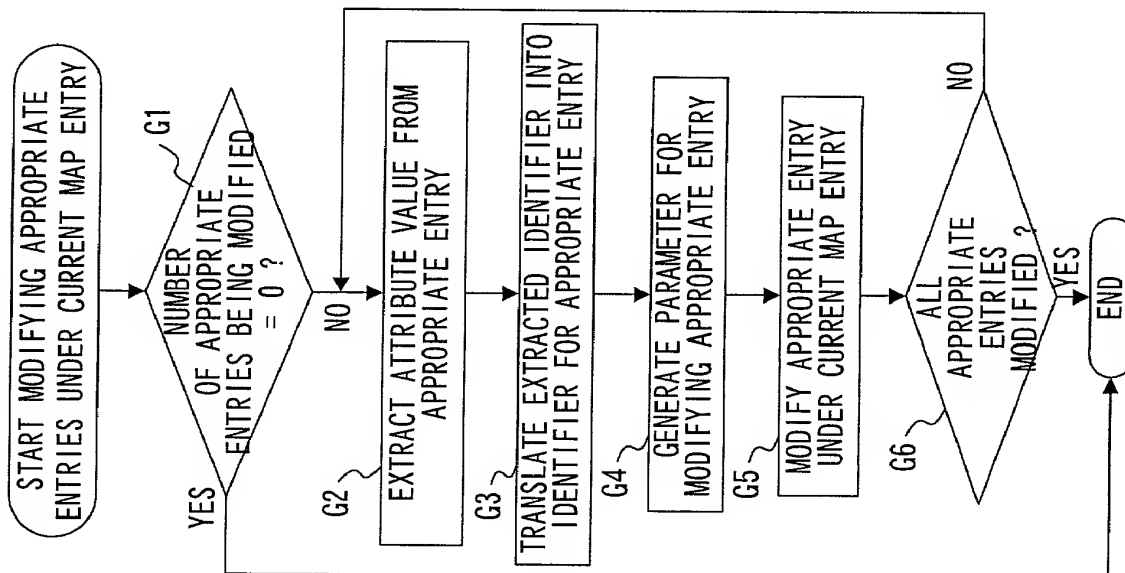 START MODIFYING APPROPRIATE
ENTRIES UNDER CURRENT MAP ENTRY
G1
NUMBER
OF APPROPRIATE
ENTRIES BEING MODIFIED
= 0 ?
YES
NO
G2
EXTRACT ATTRIBUTE VALUE FROM
APPROPRIATE ENTRY
G3
TRANSLATE EXTRACTED IDENTIFIER INTO
IDENTIFIER FOR APPROPRIATE ENTRY
G4
GENERATE PARAMETER FOR
MODIFYING APPROPRIATE ENTRY
G5
MODIFY APPROPRIATE ENTRY
UNDER CURRENT MAP ENTRY
G6
ALL
APPROPRIATE
ENTRIES
MODIFIED ?
NO
YES
END